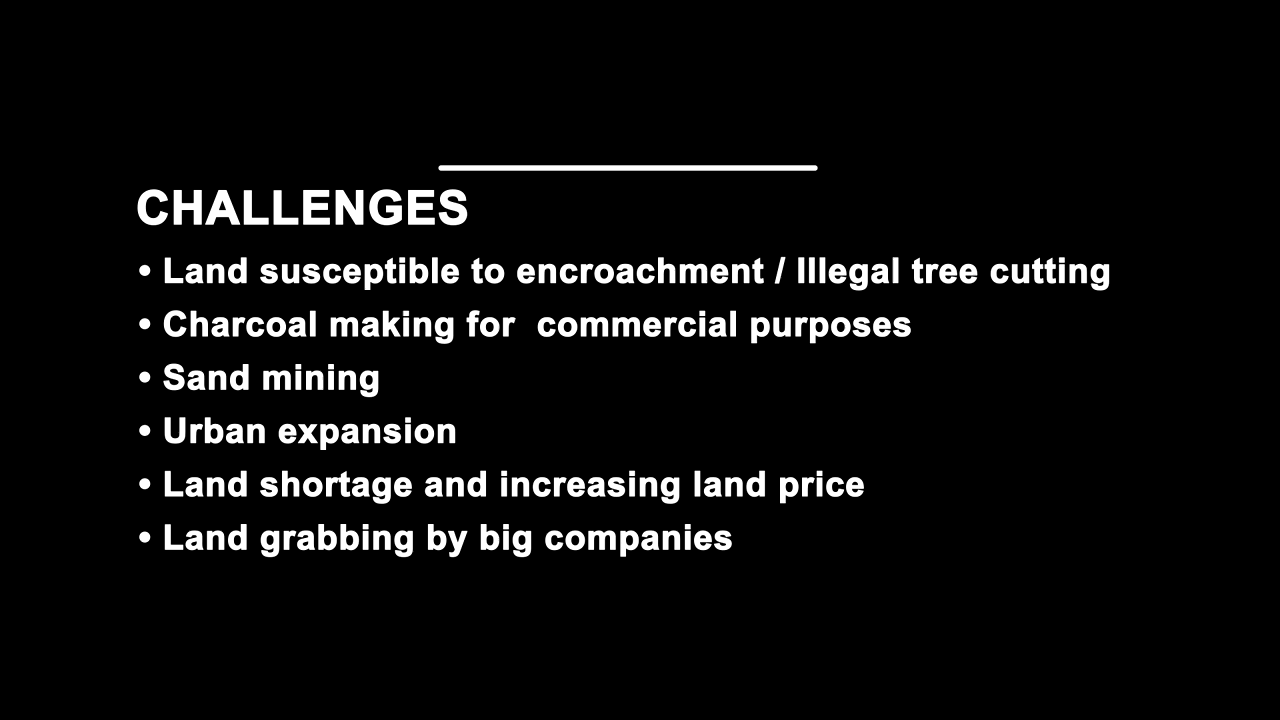 CHALLENGES
• Land susceptible to encroachment / Illegal tree cutting
• Charcoal making for  commercial purposes
• Sand mining
• Urban expansion
• Land shortage and increasing land price
• Land grabbing by big companies